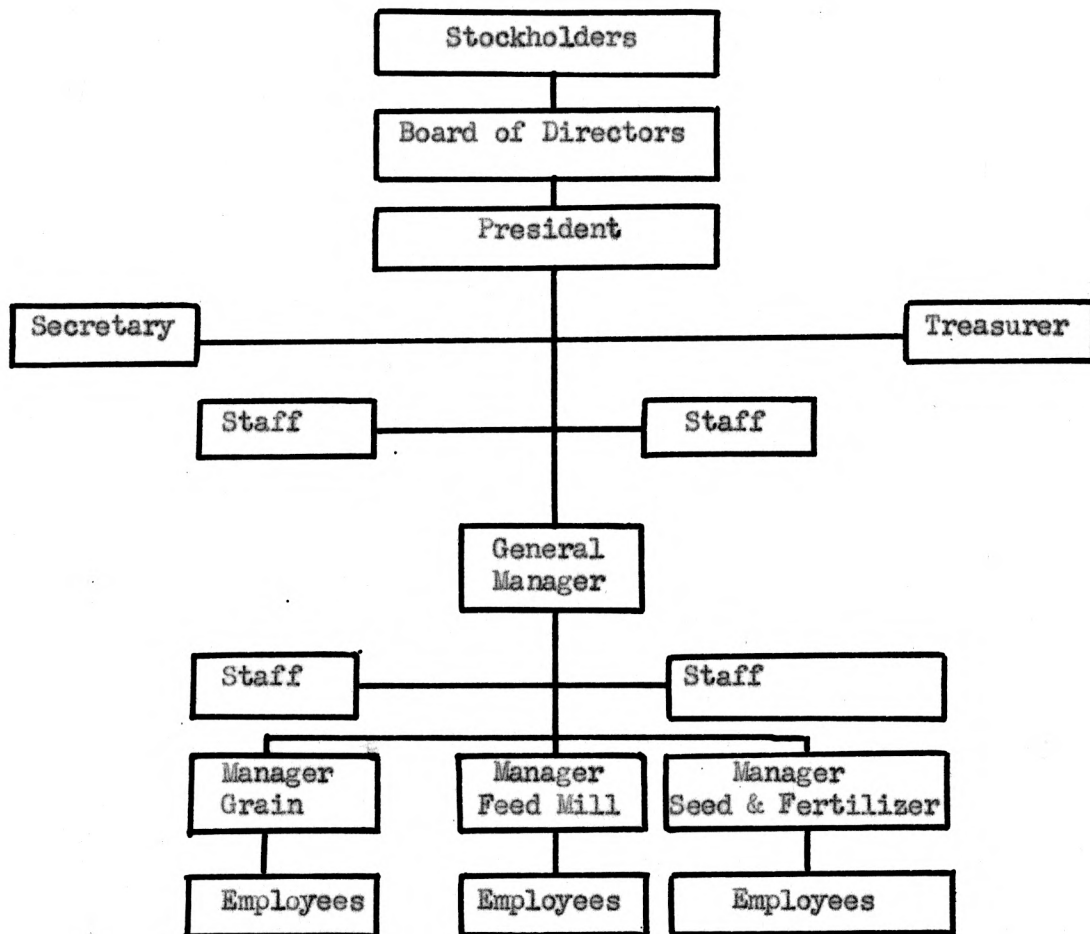 Stockholders
Board of Directors
President
Secretary
Treasurer
Staff
Staff
General
Manager
Staff
Staff
Manager
Grain
Manager
Feed Mill
Manager
Seed & Fertilizer
Employees
Employees
Employees